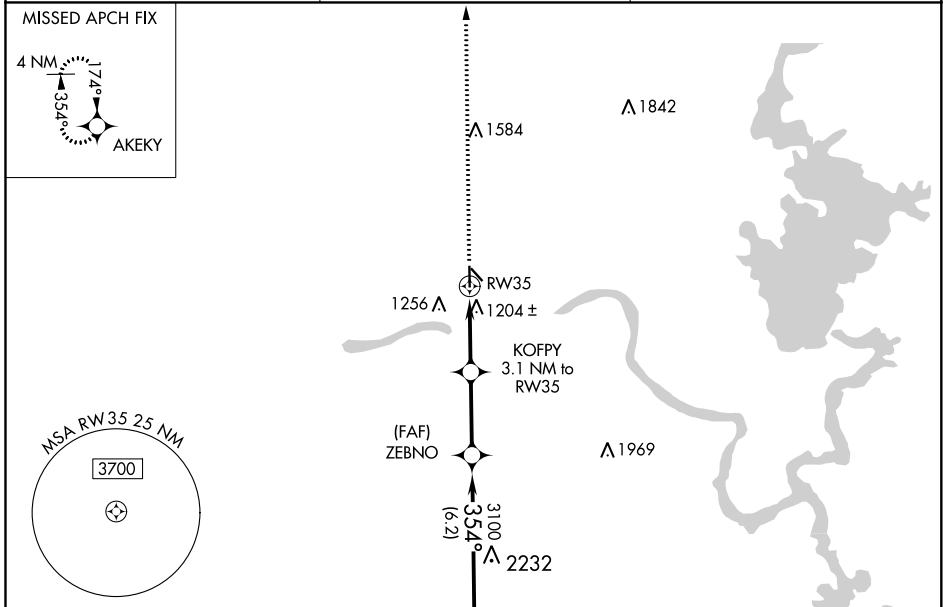 MISSED APCH FIX
4 NM
174°
354°
AKEKY
1842
1584
RW35
1256
1204 ±
KOFPY
3.1 NM to
RW35
(FAF)
ZEBNO
1969
MSA RW35 25 NM
3700
3100
354°
(6.2)
2232